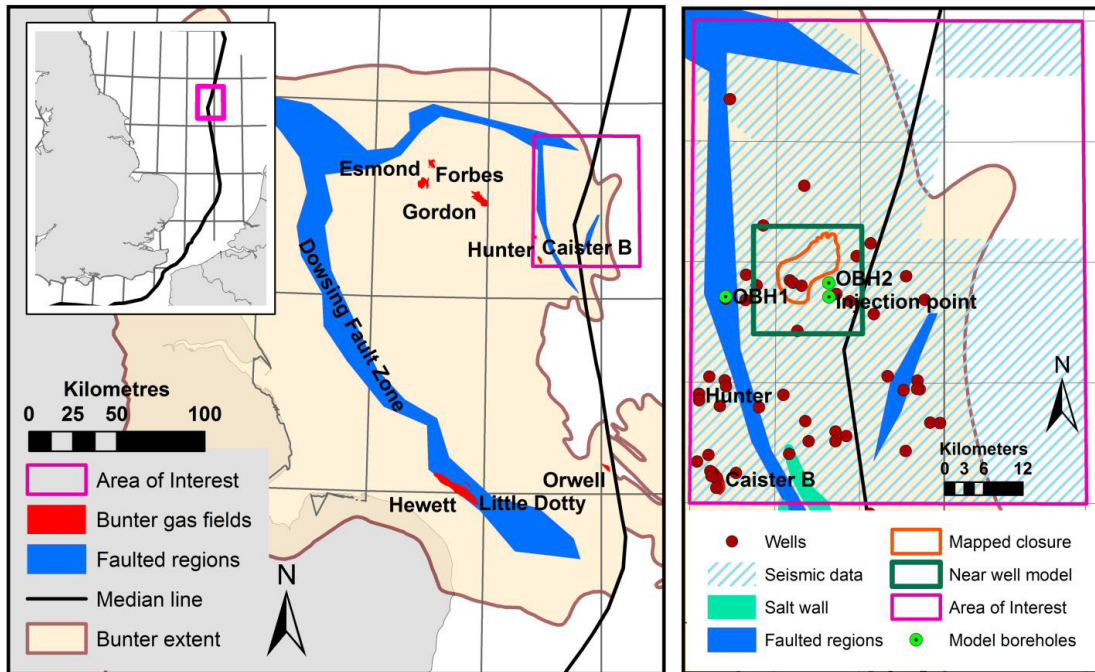 Esmond
Forbes
Gordon
Hunter
Caister B
Dowsing Fault Zone
Hewett
Little Dotty
Orwell
Kilometres
0 25 50 100
Area of Interest
Bunter gas fields
Faulted regions
Median line
Bunter extent
N
OBH1
OBH2
Injection point
Hunter
Caister B
N
Kilometers
0 3 6 12
Wells
Seismic data
Salt wall
Faulted regions
Mapped closure
Near well model
Area of Interest
Model boreholes